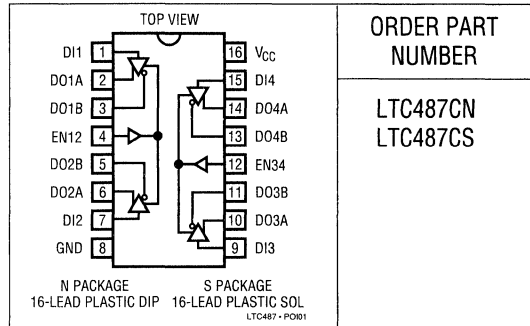 TOP VIEW
DI1 1
DO1A 2
DO1B 3
EN12 4
DO2B 5
DO2A 6
DI2 7
GND 8
16 VCC
15 DI4
14 DO4A
13 DO4B
12 EN34
11 DO3B
10 DO3A
9 DI3
N PACKAGE
16-LEAD PLASTIC DIP
S PACKAGE
16-LEAD PLASTIC SOL
LTC487 • POI01
ORDER PART
NUMBER
LTC487CN
LTC487CS